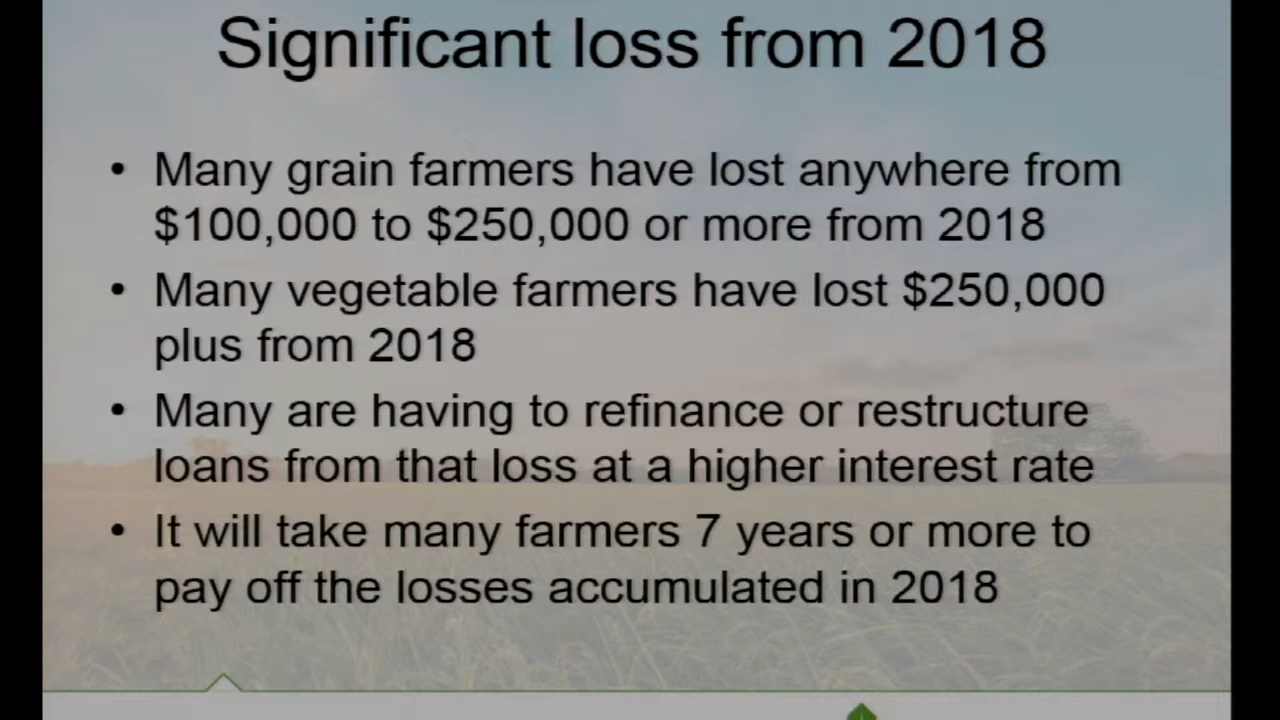 Significant loss from 2018
• Many grain farmers have lost anywhere from
$100,000 to $250,000 or more from 2018
• Many vegetable farmers have lost $250,000
plus from 2018
• Many are having to refinance or restructure
loans from that loss at a higher interest rate
• It will take many farmers 7 years or more to
pay off the losses accumulated in 2018